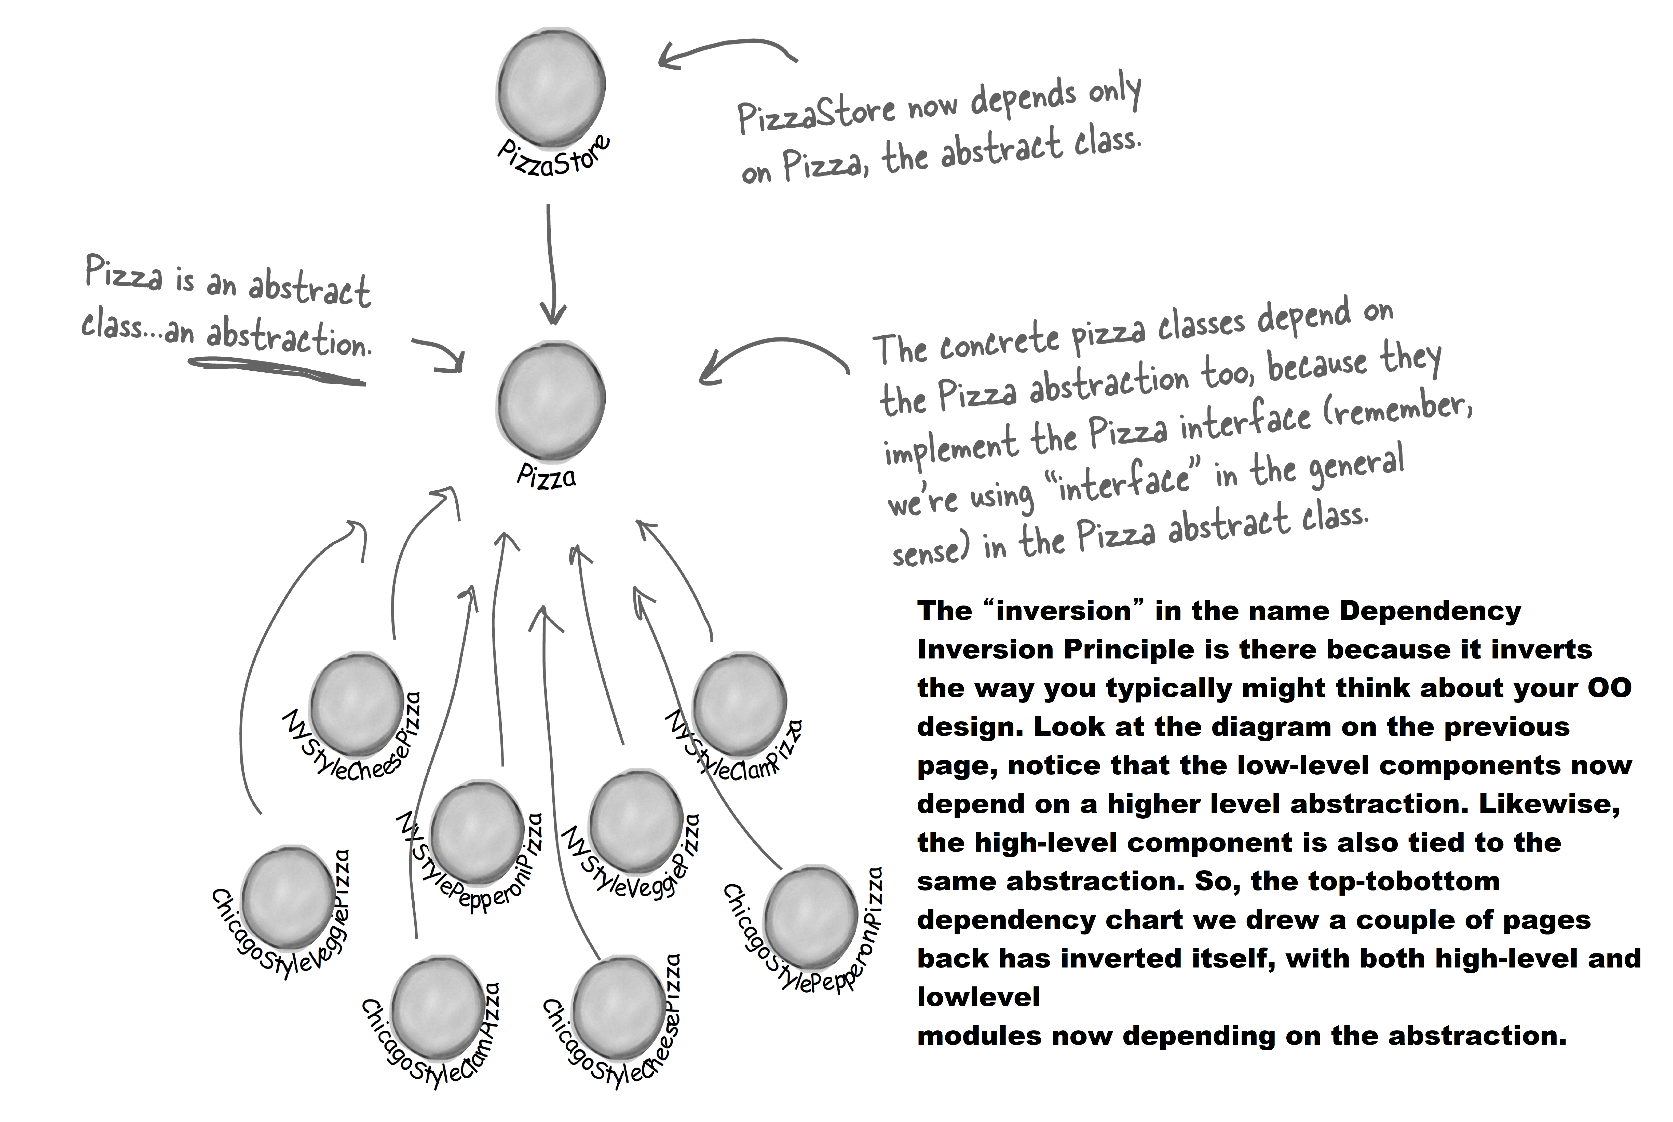 PizzaStore
PizzaStore now depends only
on Pizza, the abstract class.
Pizza is an abstract
class...an abstraction.
Pizza
The concrete pizza classes depend on
the Pizza abstraction too, because they
implement the Pizza interface (remember,
we're using “interface” in the general
sense) in the Pizza abstract class.
NyStyleCheesePizza
NyStyleClamPizza
NyStylePepperoniPizza
NyStyleVeggiePizza
ChicagoStyleVeggiePizza
ChicagoStylePepperoniPizza
ChicagoStyleClamPizza
ChicagoStyleCheesePizza
The “inversion” in the name Dependency
Inversion Principle is there because it inverts
the way you typically might think about your OO
design. Look at the diagram on the previous
page, notice that the low-level components now
depend on a higher level abstraction. Likewise,
the high-level component is also tied to the
same abstraction. So, the top-tobottom
dependency chart we drew a couple of pages
back has inverted itself, with both high-level and
lowlevel
modules now depending on the abstraction.